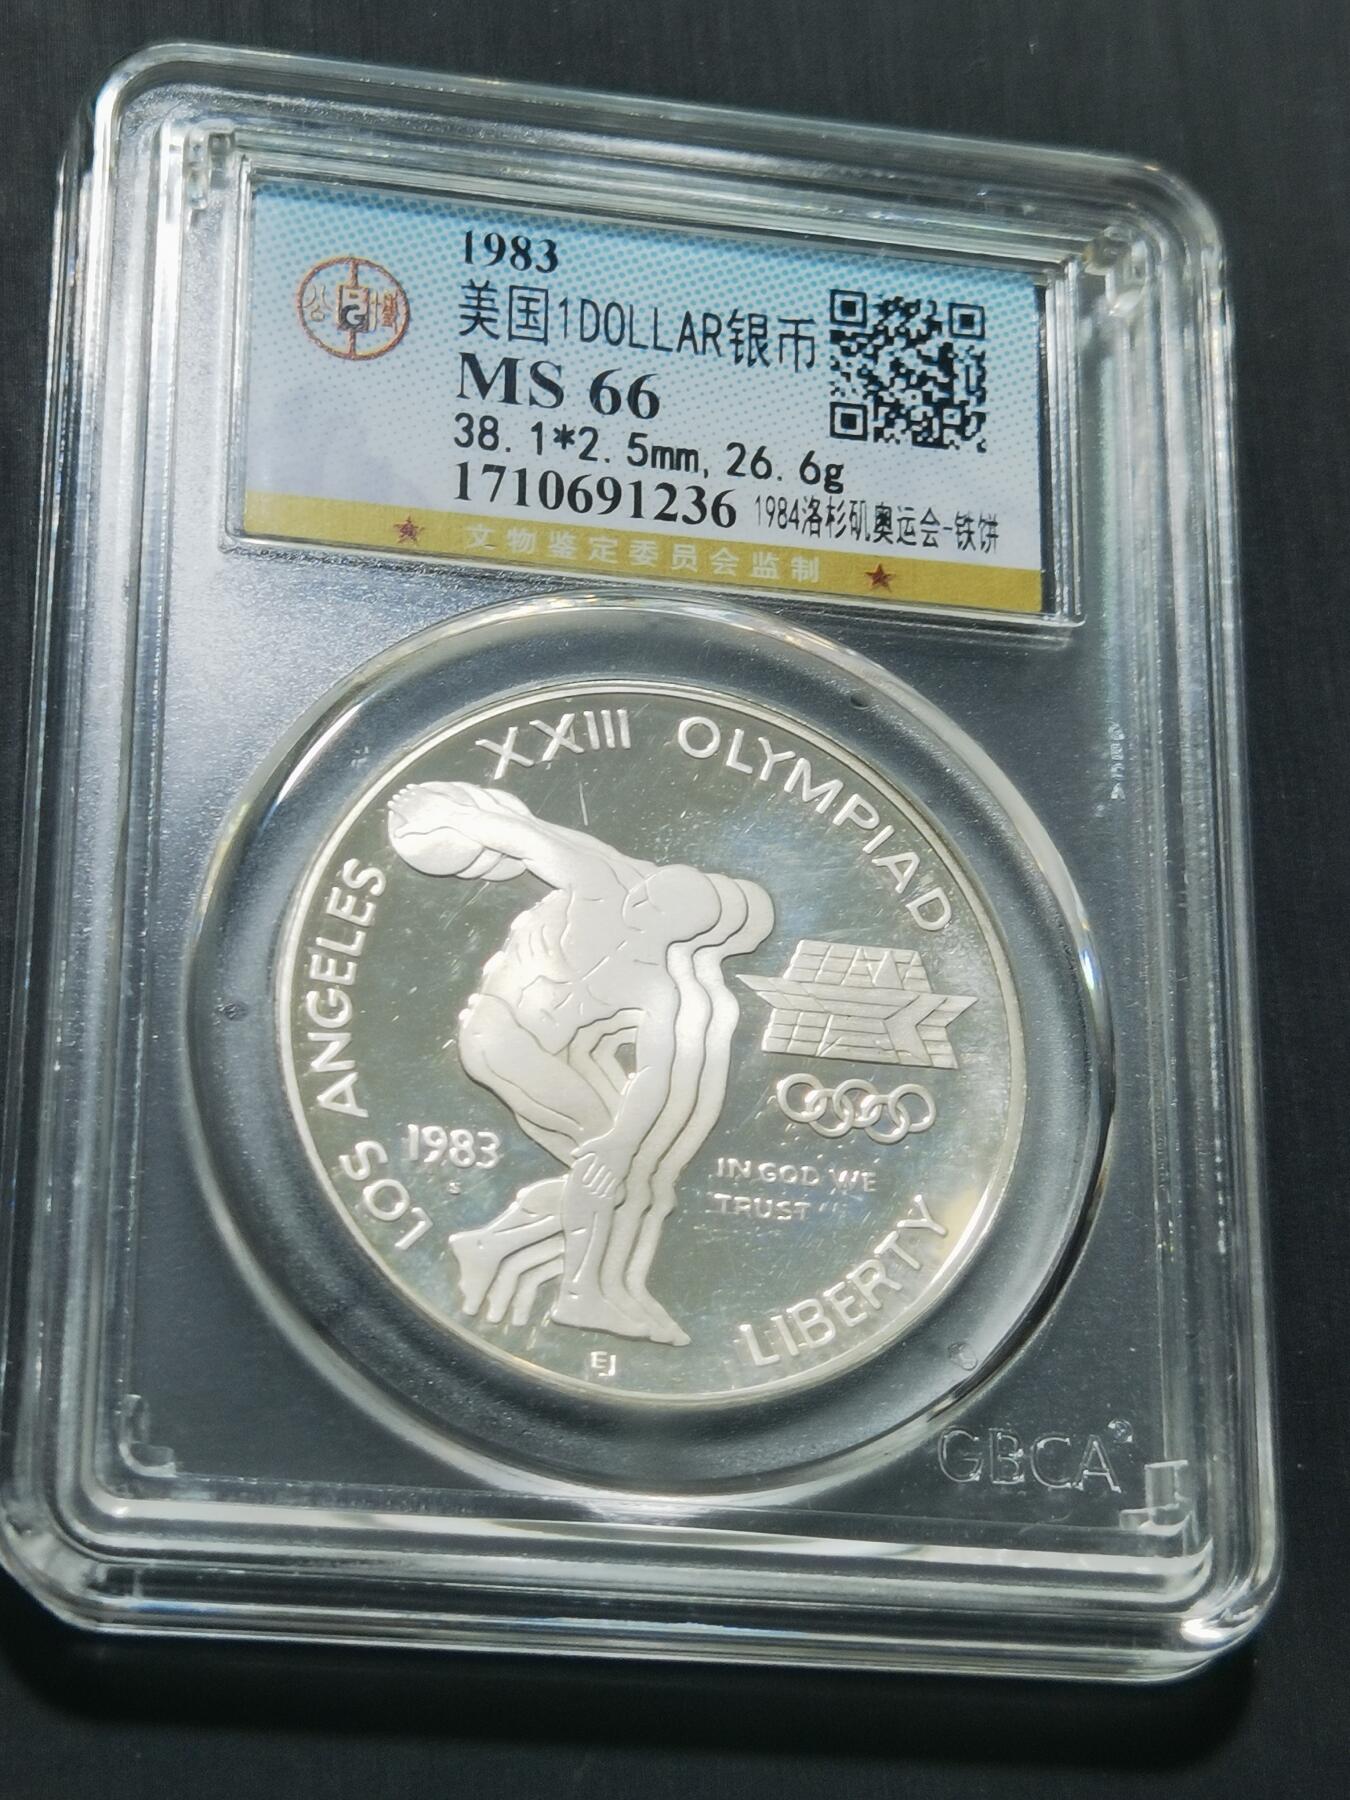 1983
美国1DOLLAR银币
MS 66
38.1*2.5mm,26.6g
1710691236 1984洛杉矶奥运会-铁饼
文物鉴定委员会监制
XXIII OLYMPIAD
LOS ANGELES
1983
S
IN GOD WE
TRUST
LIBERTY
EJ
GBCA